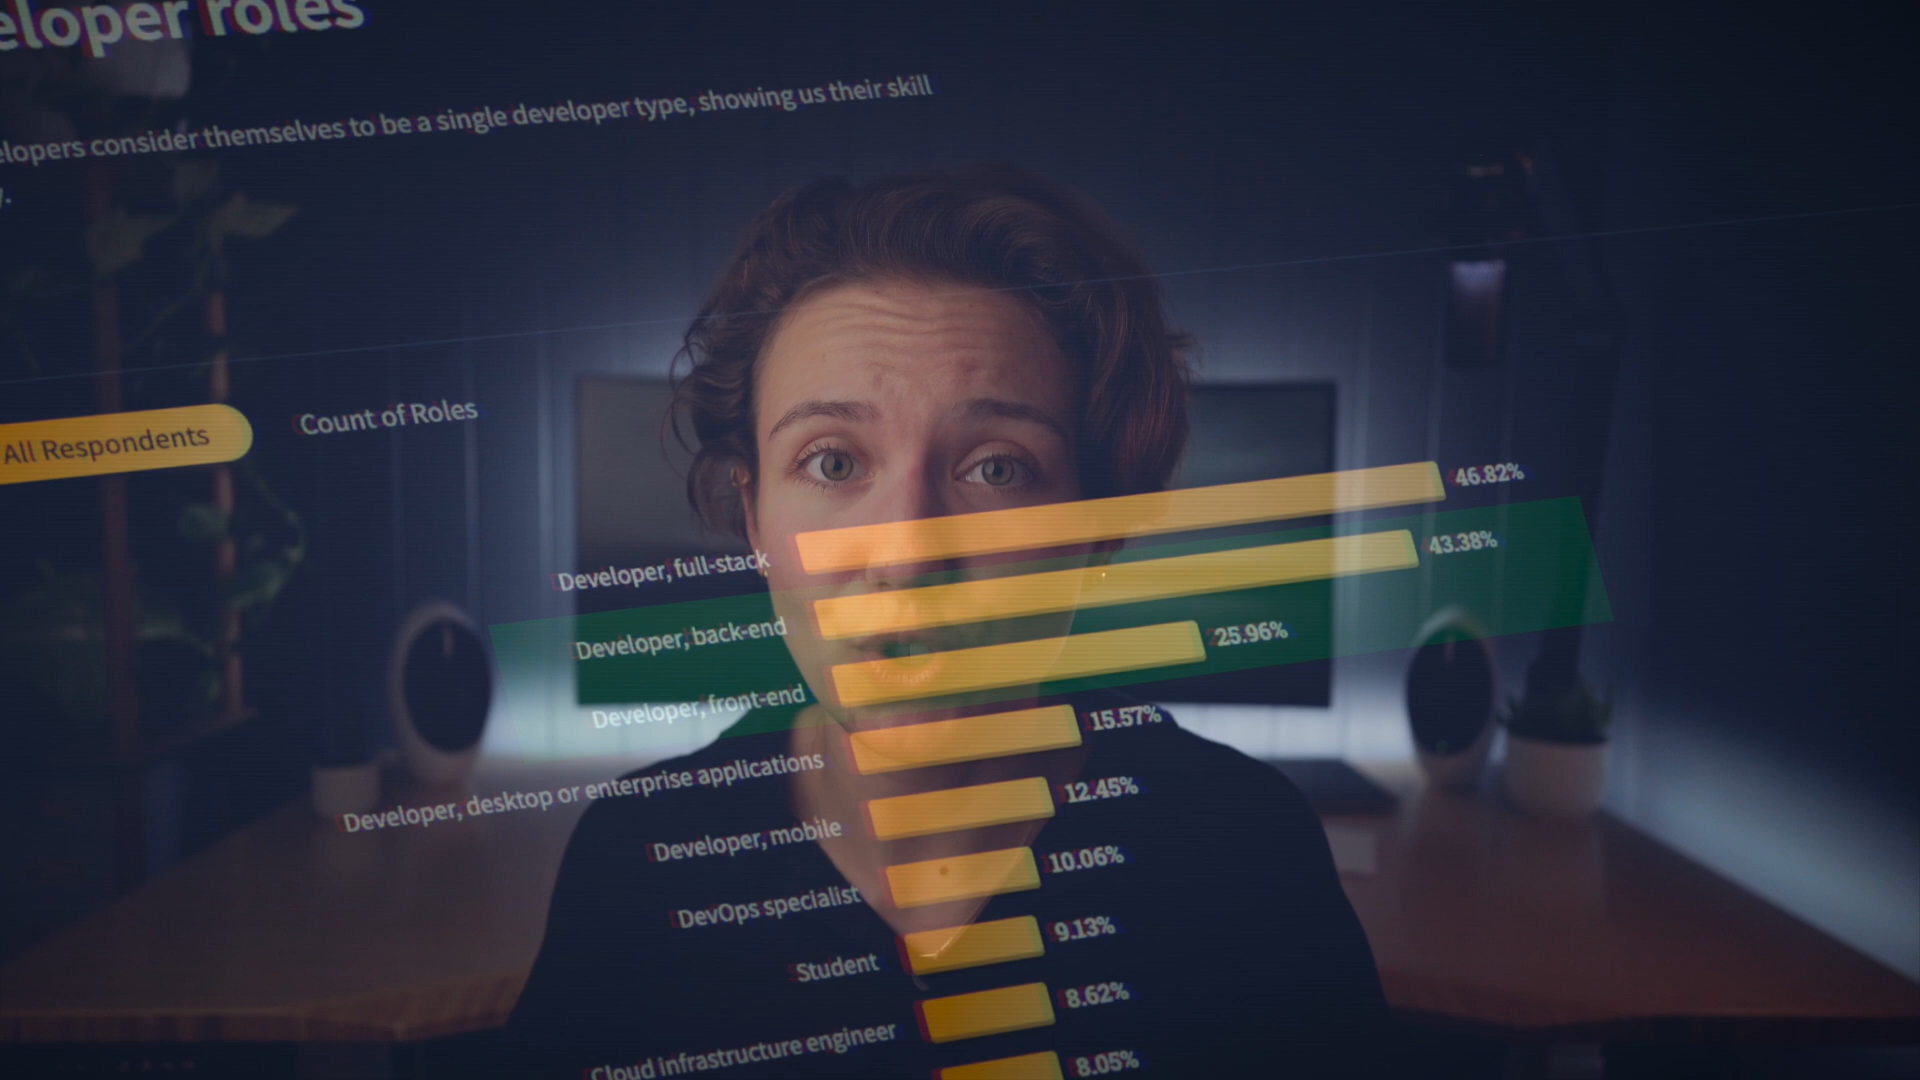 eloper roles
elopers consider themselves to be a single developer type, showing us their skill
y.
All Respondents
Count of Roles
Developer, full-stack 46.82%
Developer, back-end 43.38%
Developer, front-end 25.96%
Developer, desktop or enterprise applications 15.57%
Developer, mobile 12.45%
DevOps specialist 10.06%
Student 9.13%
Cloud infrastructure engineer 8.62%
8.05%